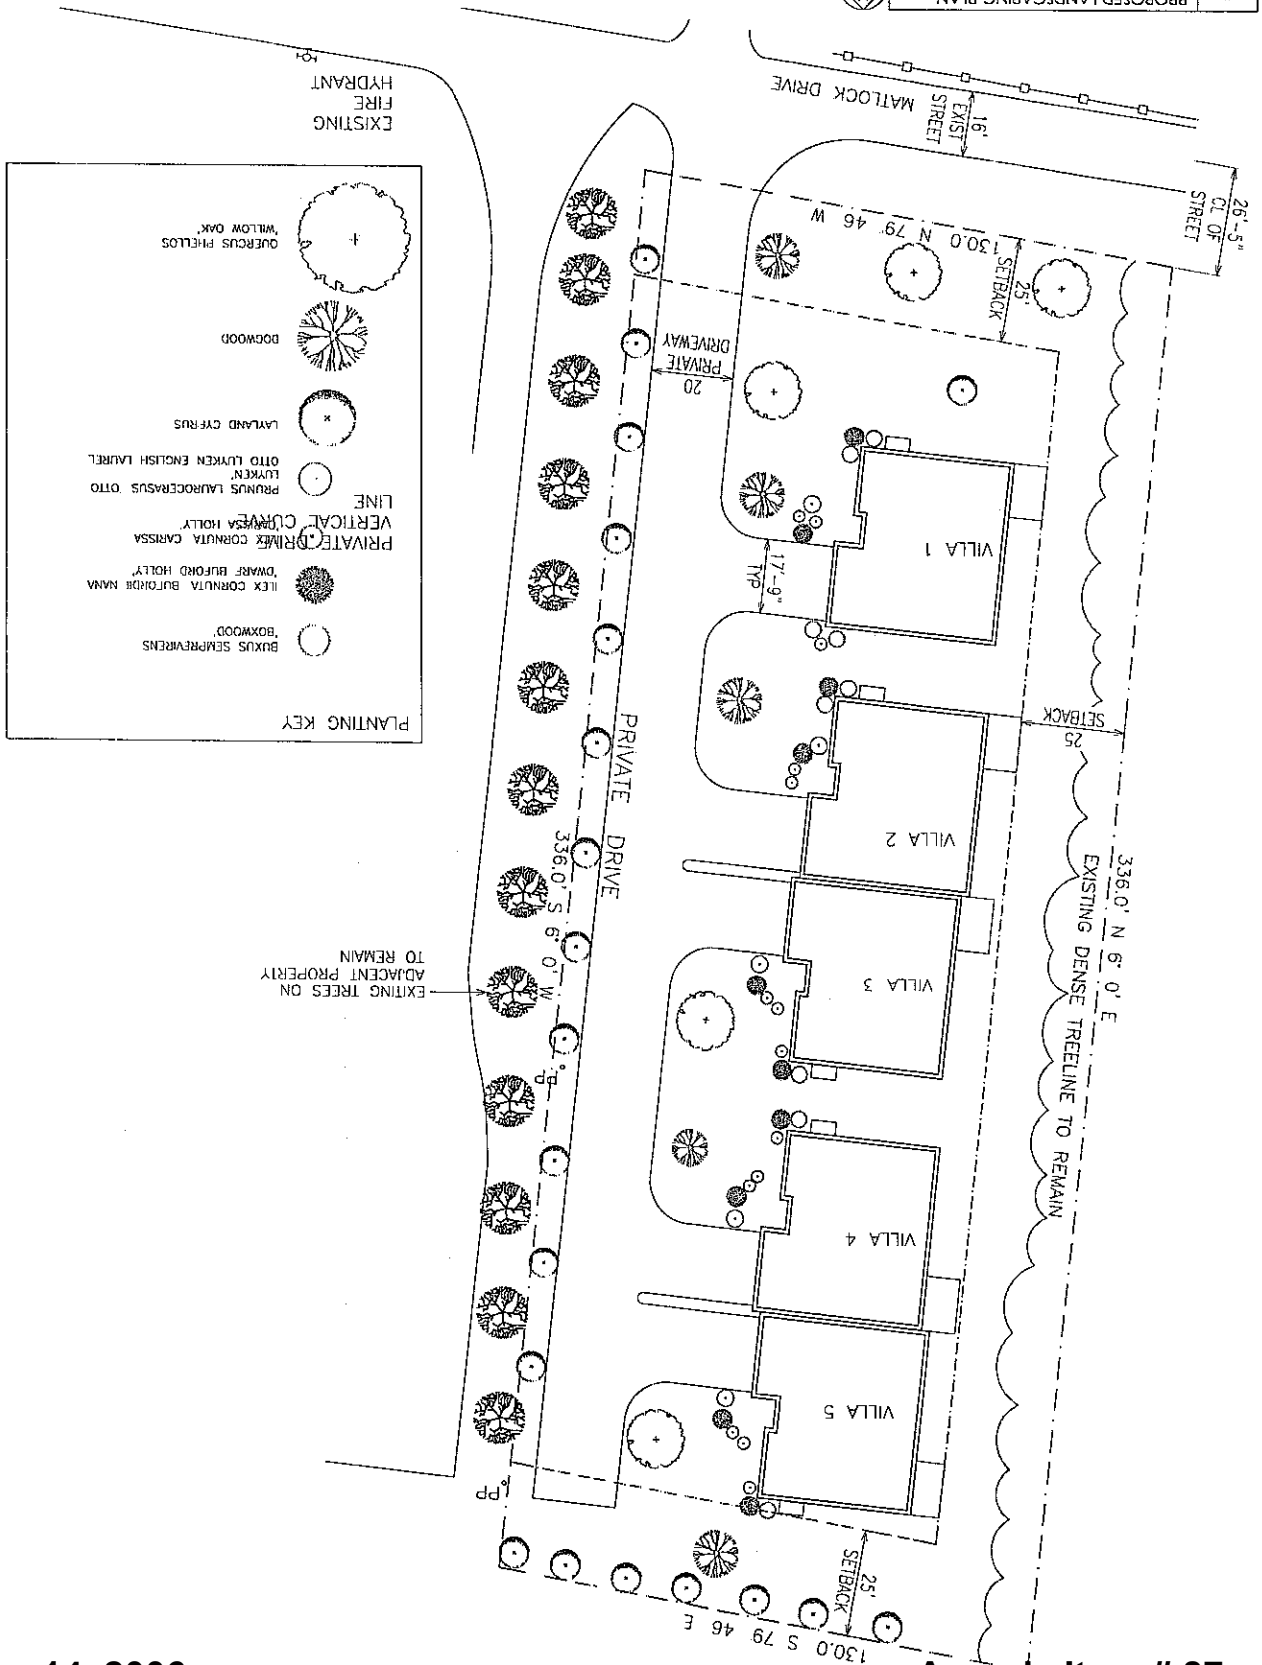 PROPOSED LANDSCAPING PLAN
MATLOCK DRIVE
16'
EXIST
STREET
26'-5"
CL OF
STREET
EXISTING
FIRE
HYDRANT
130.0 N 79 46 W
25'
SETBACK
20
PRIVATE
DRIVEWAY
VILLA 1
17'-9"
TYP
VILLA 2
25
SETBACK
336.0' N 6' 0' E
EXISTING DENSE TREELINE TO REMAIN
PRIVATE DRIVE
336.0' S 6' 0' W
VILLA 3
VILLA 4
VILLA 5
EXITING TREES ON
ADJACENT PROPERTY
TO REMAIN
PP
PP
25'
SETBACK
130.0 S 79 46 E
PLANTING KEY
BUXUS SEMPREVIRENS
'BOXWOOD'
ILEX CORNUTA BUFORDII NANA
'DWARF BUFORD HOLLY'
ILEX CORNUTA CARISSA
'CARISSA HOLLY'
PRIVATE DRIVE
VERTICAL CURVE
LINE
PRUNUS LAUROCERASUS 'OTTO
LUYKEN'
OTTO LUYKEN ENGLISH LAUREL
LAYLAND CYPRUS
DOGWOOD
QUERCUS PHELLOS
'WILLOW OAK'